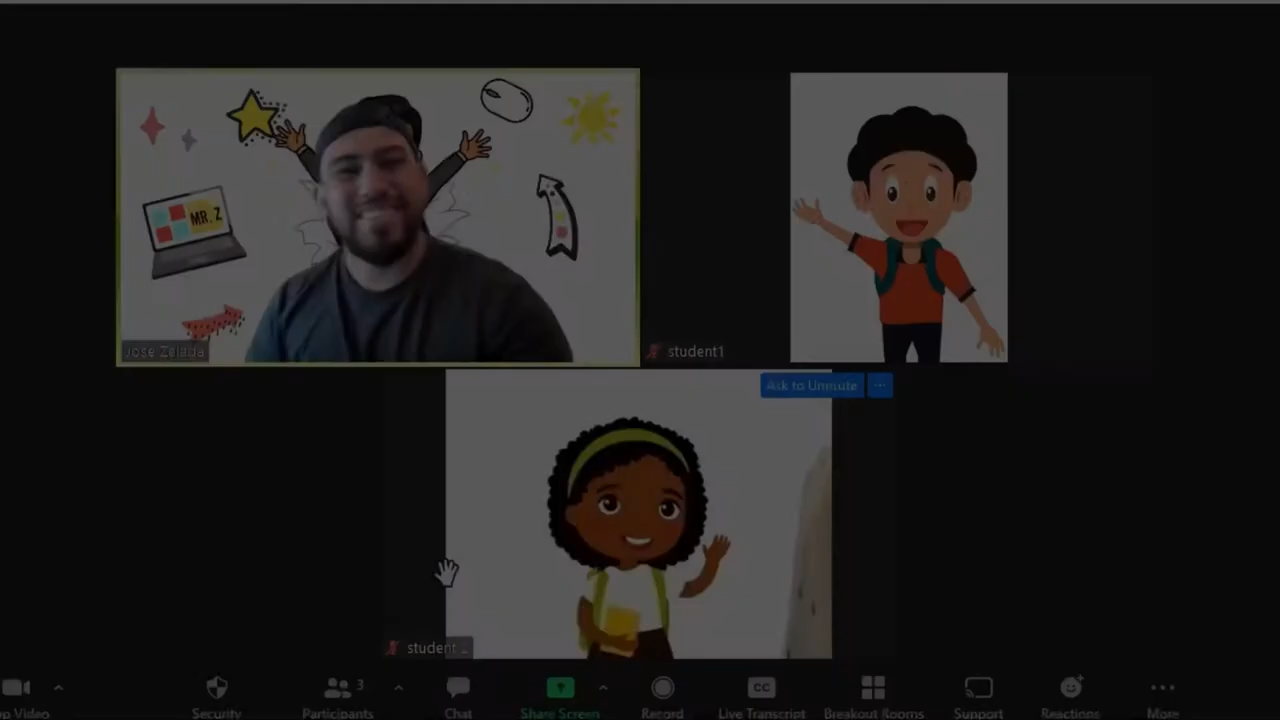 MR. Z
Jose Zelada
student1
Ask to Unmute
...
student
p Video
Security
3
Participants
Chat
Share Screen
Record
CC
Live Transcript
Breakout Rooms
Support
Reactions
More